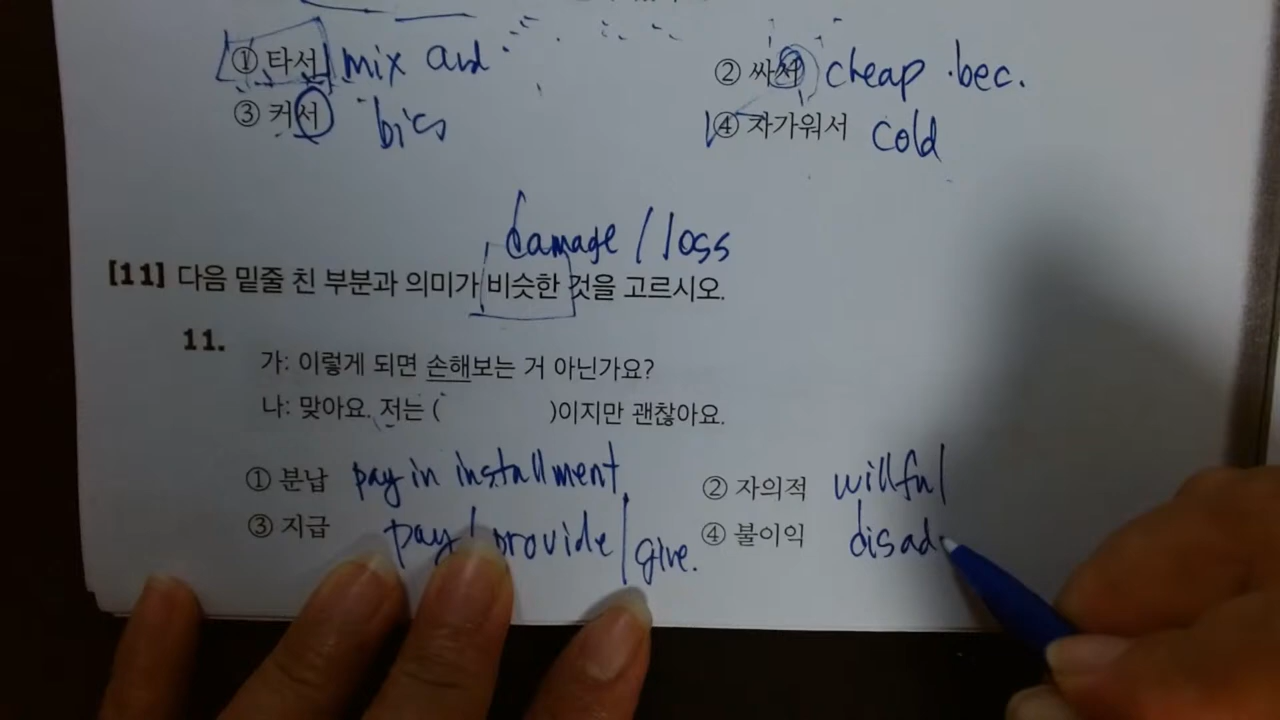 ① 타서 mix and ② 싸서 cheap .bec.
③ 커서 ④ 차가워서 cold
damage / loss
[11] 다음 밑줄 친 부분과 의미가 비슷한 것을 고르시오.
11.
가: 이렇게 되면 손해보는 거 아닌가요?
나: 맞아요. 저는 ( )이지만 괜찮아요.
① 분납 pay in installment. ② 자의적 willful
③ 지급 pay / provide / give. ④ 불이익 disad